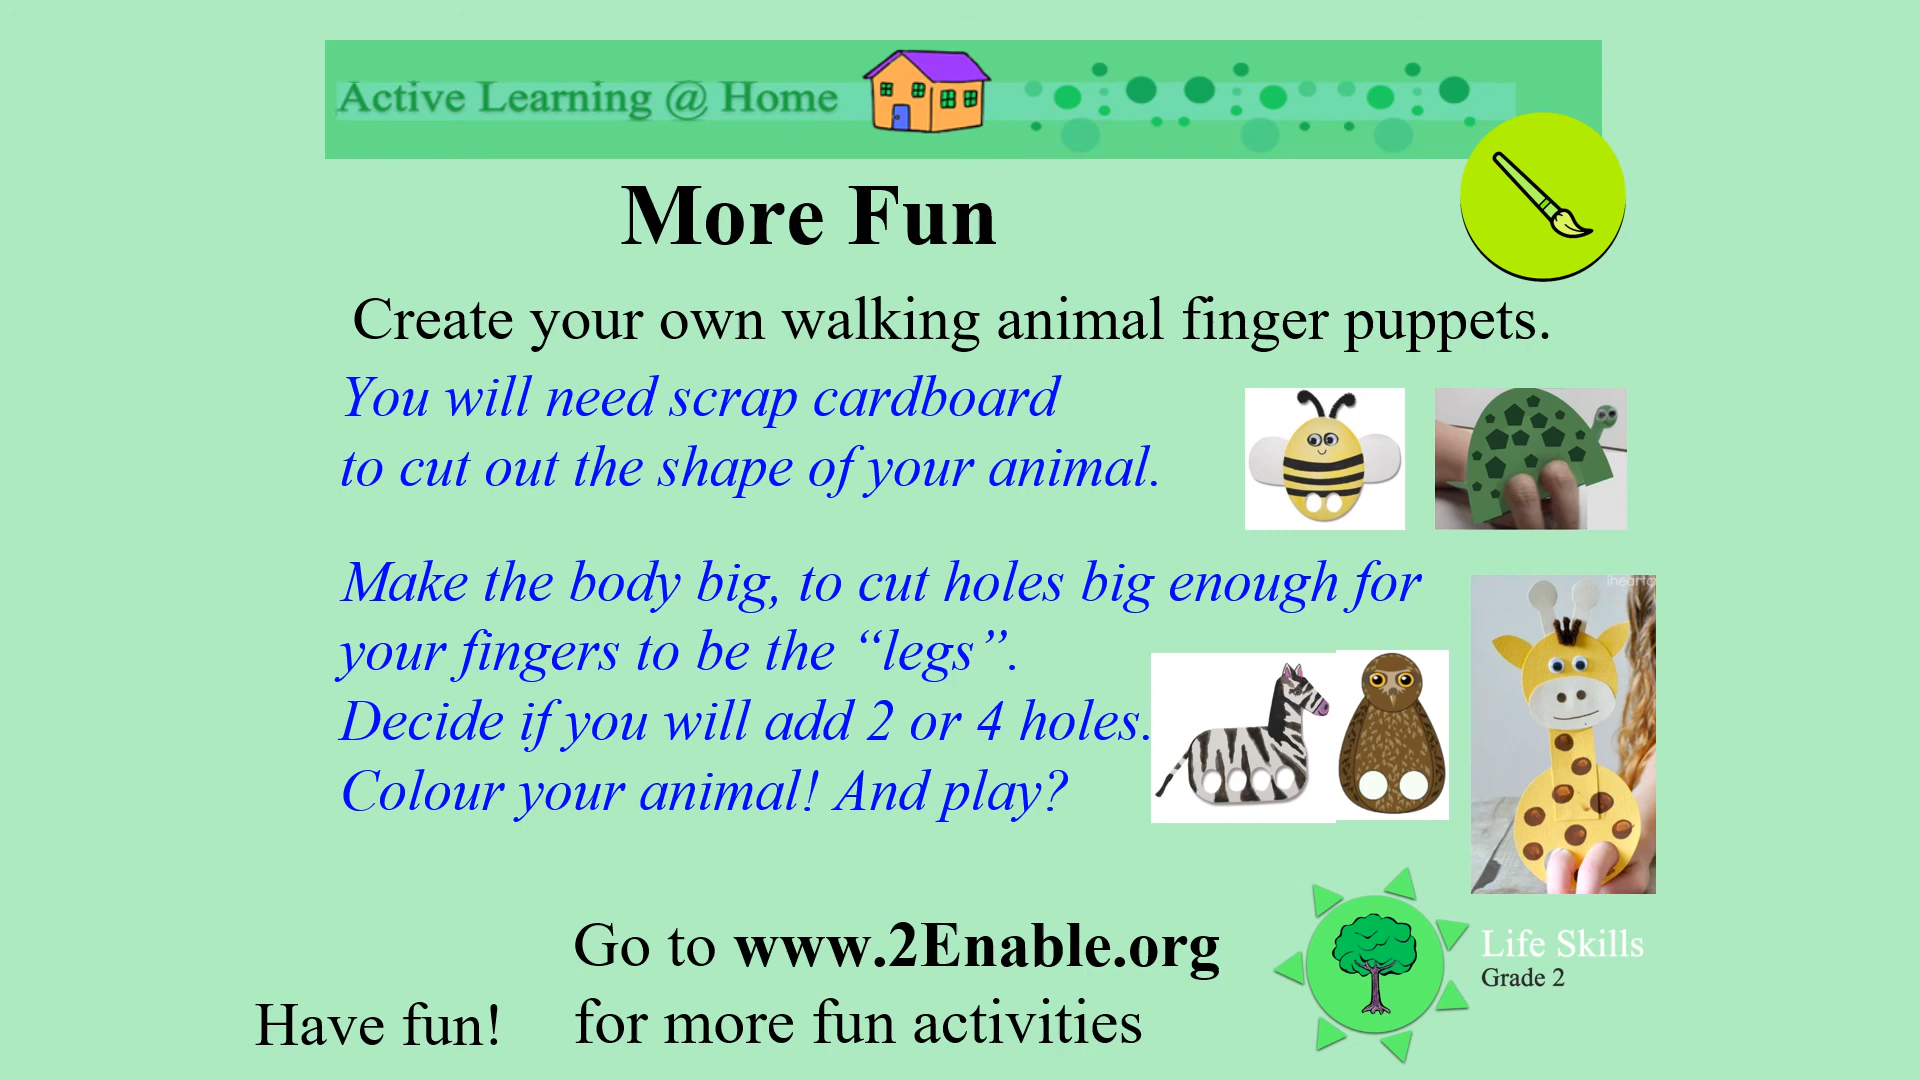 Active Learning @ Home
More Fun
Create your own walking animal finger puppets.
You will need scrap cardboard
to cut out the shape of your animal.
Make the body big, to cut holes big enough for
your fingers to be the “legs”.
Decide if you will add 2 or 4 holes.
Colour your animal! And play?
Go to www.2Enable.org
for more fun activities
Have fun!
Life Skills
Grade 2